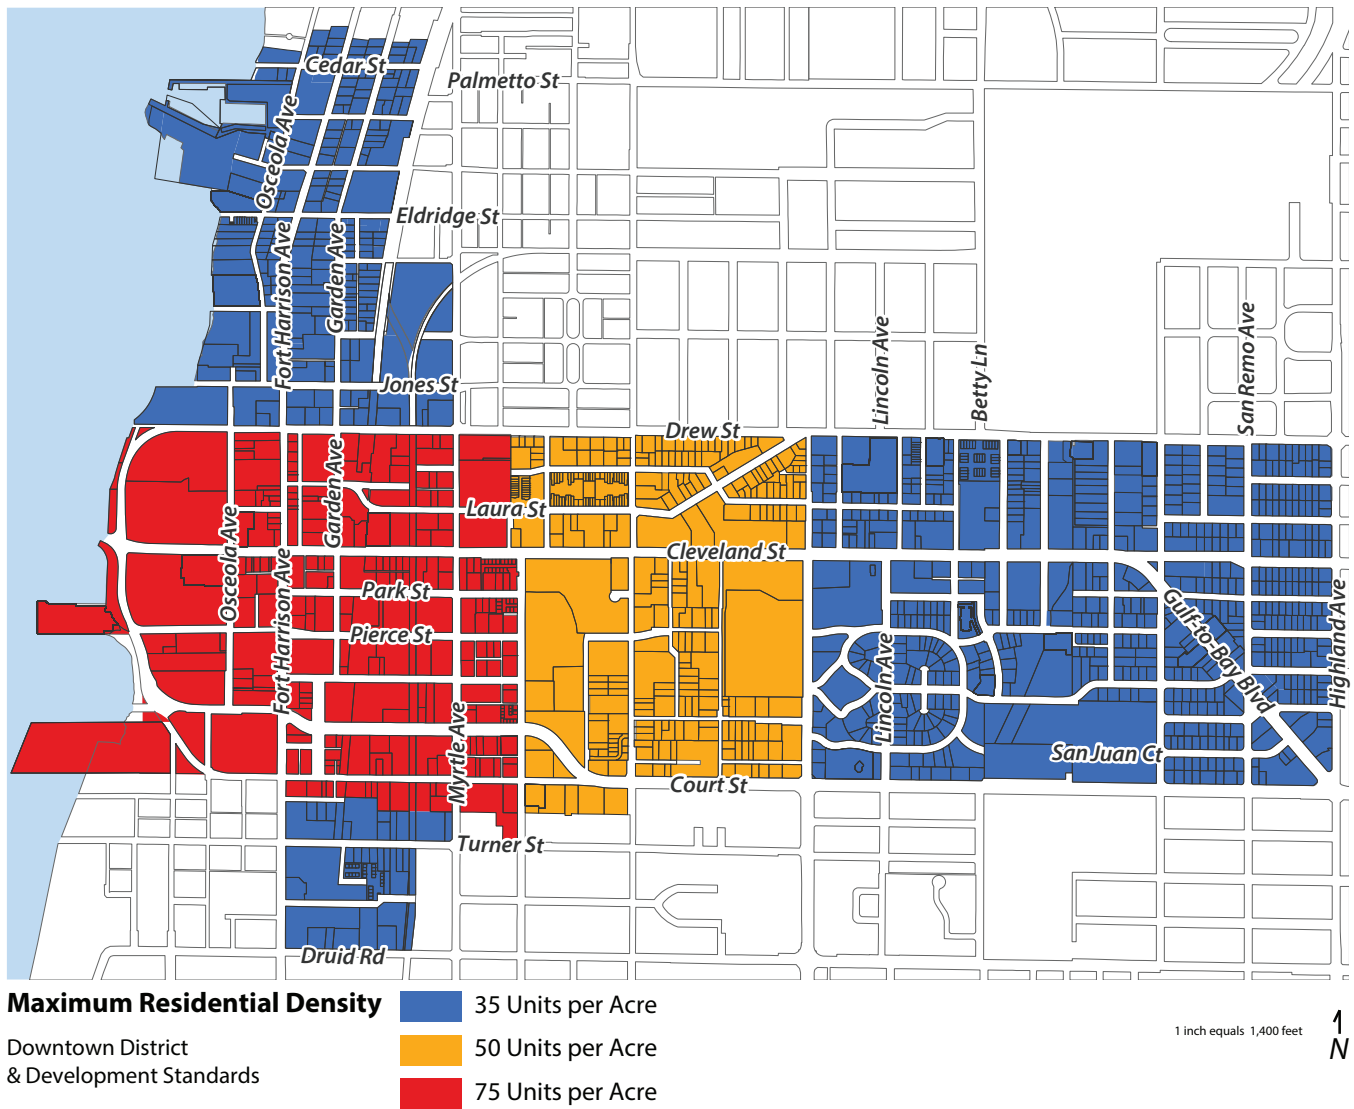 Cedar St
Palmetto St
Osceola Ave
Eldridge St
Fort Harrison Ave
Garden Ave
Jones St
Lincoln Ave
Betty Ln
San Remo Ave
Drew St
Garden Ave
Laura St
Osceola Ave
Fort Harrison Ave
Cleveland St
Park St
Pierce St
Gulf-to-Bay Blvd
Highland Ave
Lincoln Ave
Myrtle Ave
San Juan Ct
Court St
Turner St
Druid Rd
Maximum Residential Density
Downtown District
& Development Standards
35 Units per Acre
50 Units per Acre
75 Units per Acre
1 inch equals 1,400 feet
N